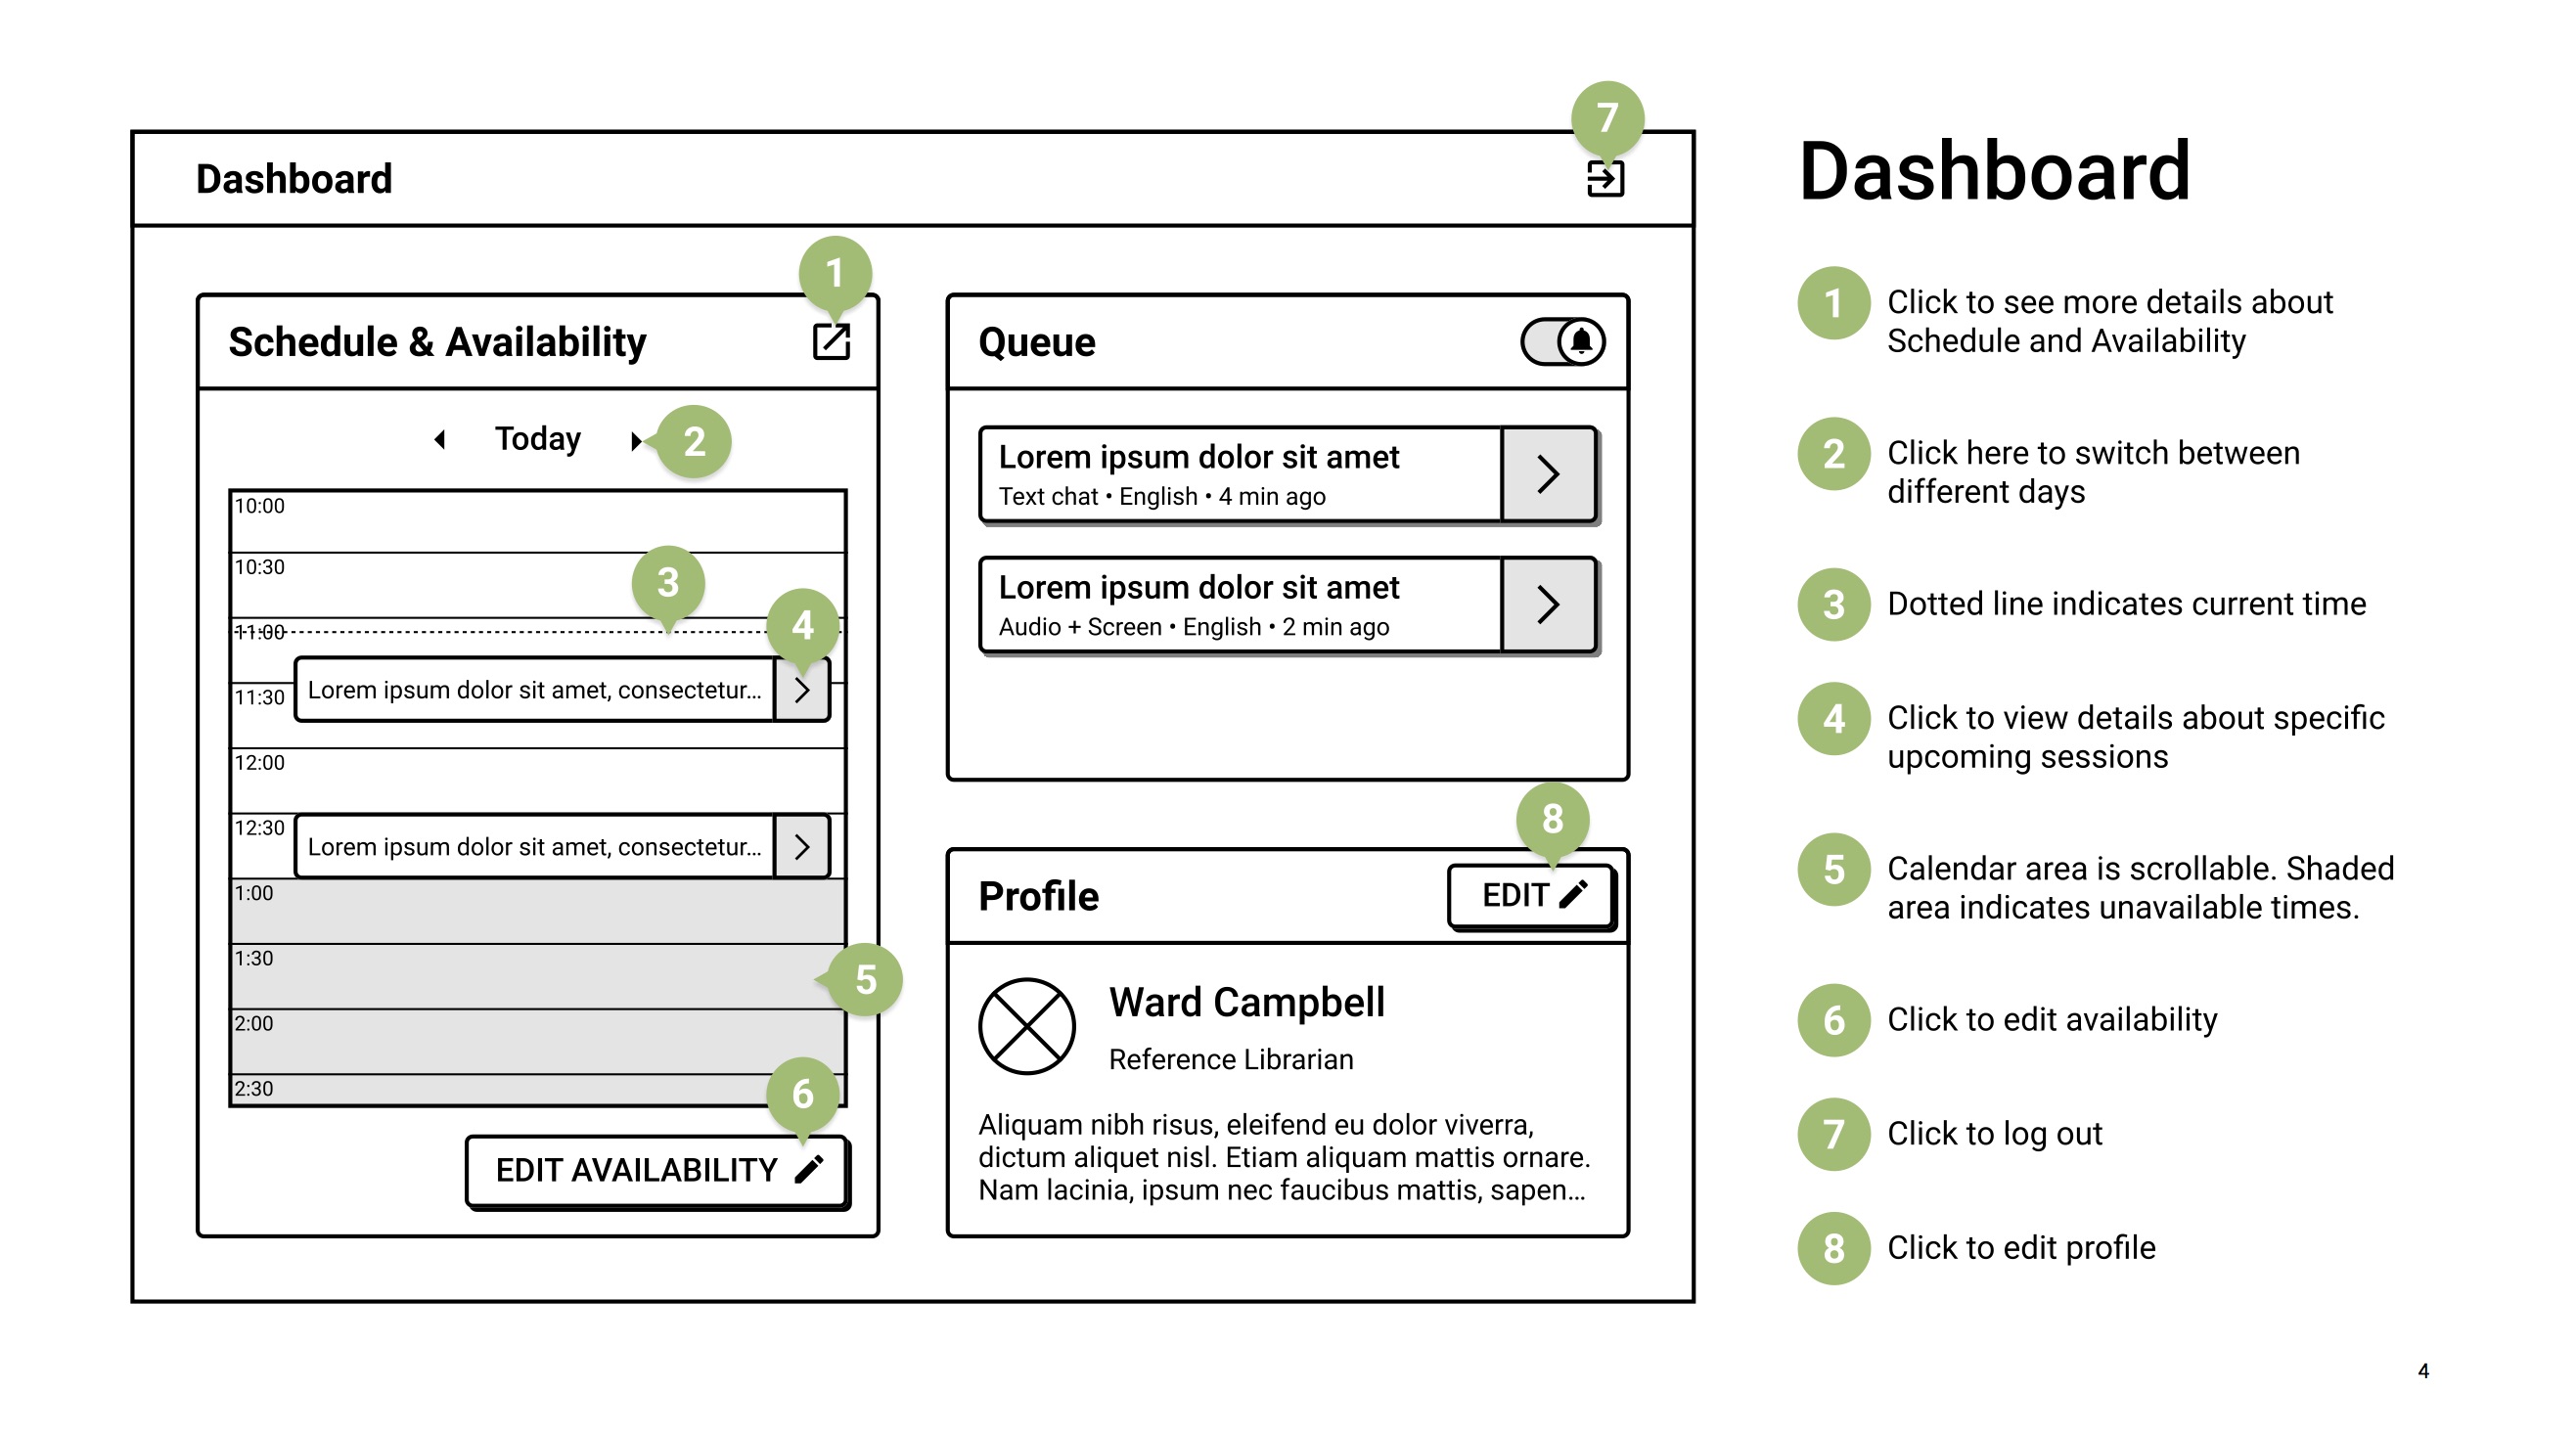 7
Dashboard
1
Schedule & Availability
Today
2
10:00
10:30
3
4
11:00
Lorem ipsum dolor sit amet, consectetur...
11:30
12:00
12:30
Lorem ipsum dolor sit amet, consectetur...
1:00
1:30
5
2:00
2:30
6
EDIT AVAILABILITY
Queue
Lorem ipsum dolor sit amet
Text chat • English • 4 min ago
Lorem ipsum dolor sit amet
Audio + Screen • English • 2 min ago
8
Profile
EDIT
Ward Campbell
Reference Librarian
Aliquam nibh risus, eleifend eu dolor viverra,
dictum aliquet nisl. Etiam aliquam mattis ornare.
Nam lacinia, ipsum nec faucibus mattis, sapen...
Dashboard
1 Click to see more details about
Schedule and Availability
2 Click here to switch between
different days
3 Dotted line indicates current time
4 Click to view details about specific
upcoming sessions
5 Calendar area is scrollable. Shaded
area indicates unavailable times.
6 Click to edit availability
7 Click to log out
8 Click to edit profile
4